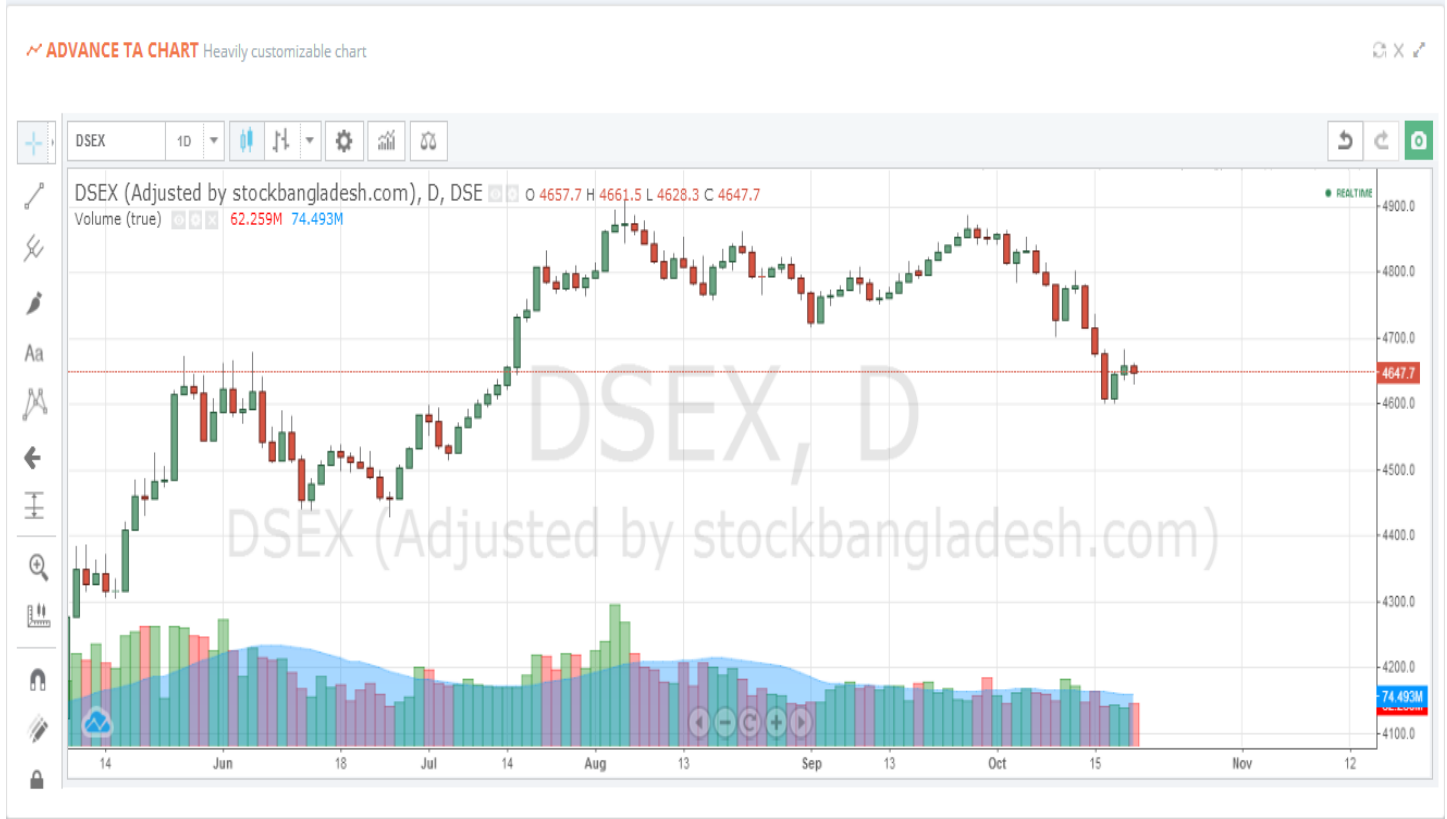 ADVANCE TA CHART Heavily customizable chart
DSEX 1D
DSEX (Adjusted by stockbangladesh.com), D, DSE O 4657.7 H 4661.5 L 4628.3 C 4647.7
REALTIME
Volume (true) 62.259M 74.493M
4900.0
4800.0
4700.0
4647.7
4600.0
4500.0
4400.0
4300.0
4200.0
74.493M
4100.0
DSEX, D
DSEX (Adjusted by stockbangladesh.com)
Aa
14 Jun 18 Jul 14 Aug 13 Sep 13 Oct 15 Nov 12